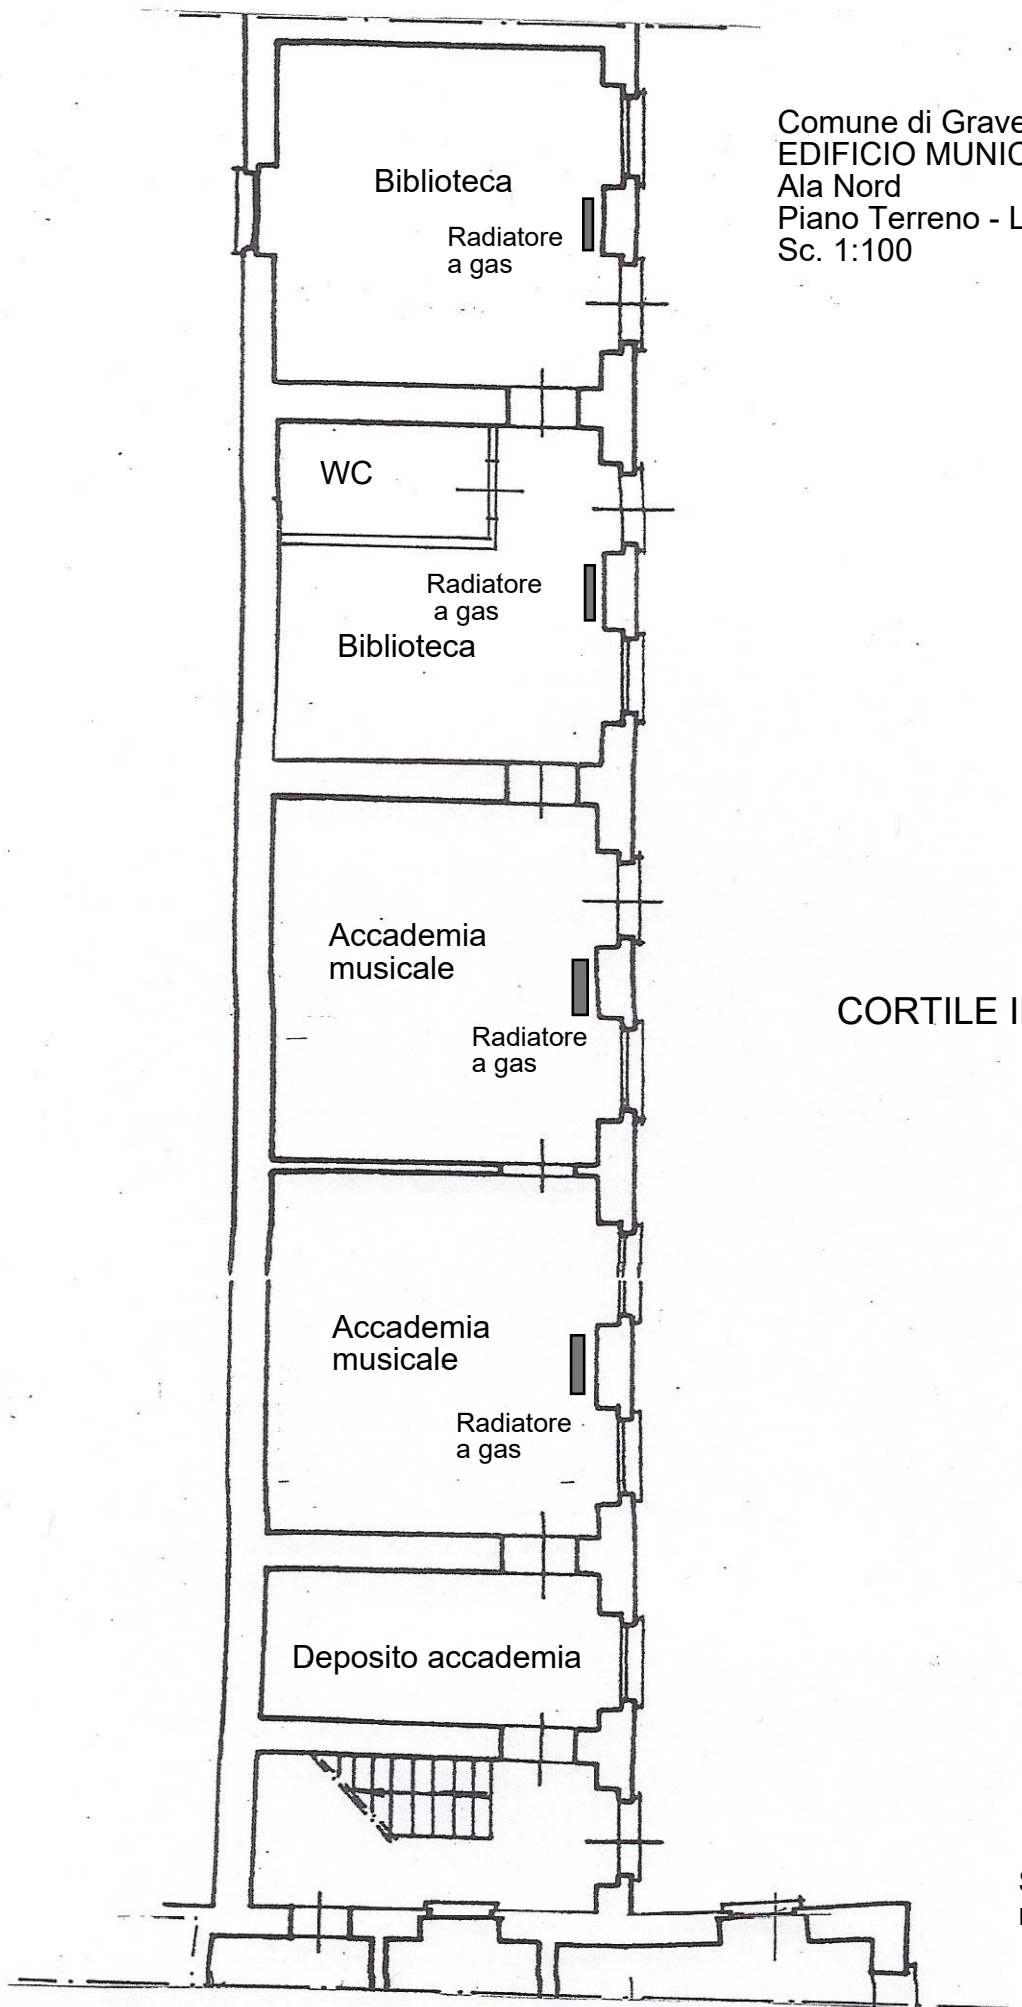 Comune di Grave
EDIFICIO MUNIC
Ala Nord
Piano Terreno - L
Sc. 1:100
Biblioteca
Radiatore
a gas
WC
Radiatore
a gas
Biblioteca
Accademia
musicale
Radiatore
a gas
CORTILE I
Accademia
musicale
Radiatore
a gas
Deposito accademia